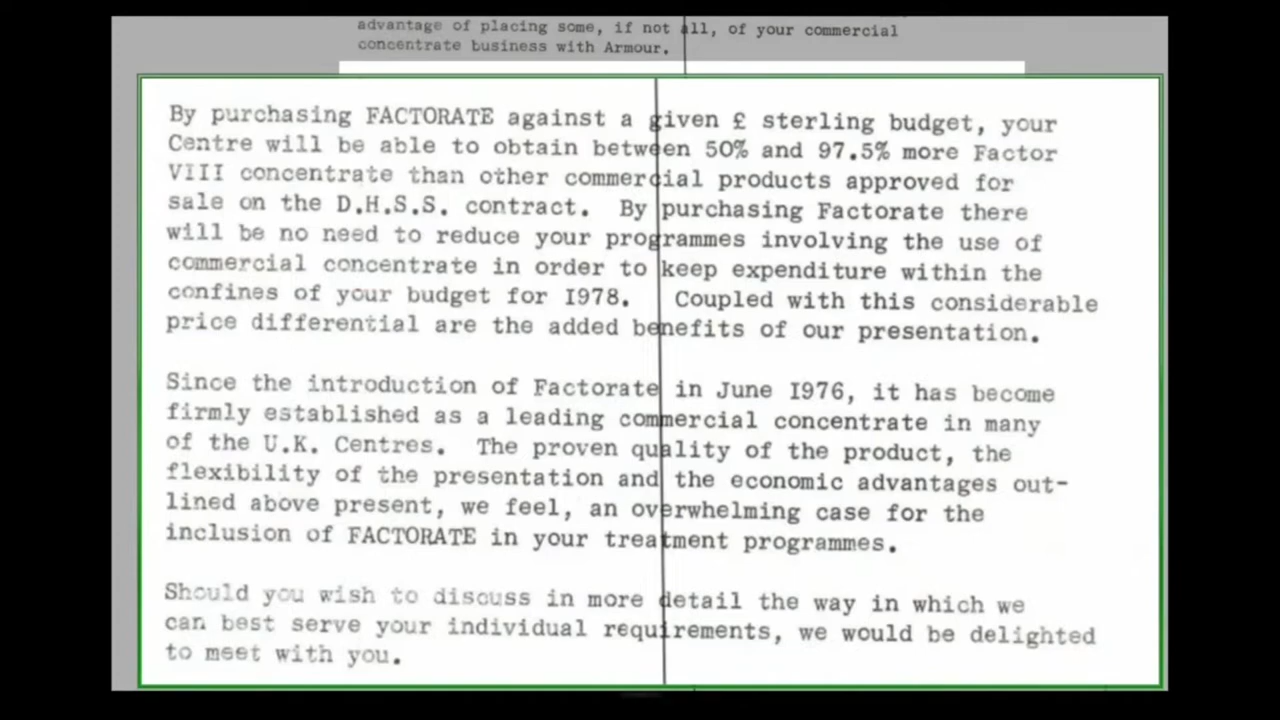 advantage of placing some, if not all, of your commercial
concentrate business with Armour.
By purchasing FACTORATE against a given £ sterling budget, your
Centre will be able to obtain between 50% and 97.5% more Factor
VIII concentrate than other commercial products approved for
sale on the D.H.S.S. contract. By purchasing Factorate there
will be no need to reduce your programmes involving the use of
commercial concentrate in order to keep expenditure within the
confines of your budget for I978. Coupled with this considerable
price differential are the added benefits of our presentation.
Since the introduction of Factorate in June I976, it has become
firmly established as a leading commercial concentrate in many
of the U.K. Centres. The proven quality of the product, the
flexibility of the presentation and the economic advantages out-
lined above present, we feel, an overwhelming case for the
inclusion of FACTORATE in your treatment programmes.
Should you wish to discuss in more detail the way in which we
can best serve your individual requirements, we would be delighted
to meet with you.